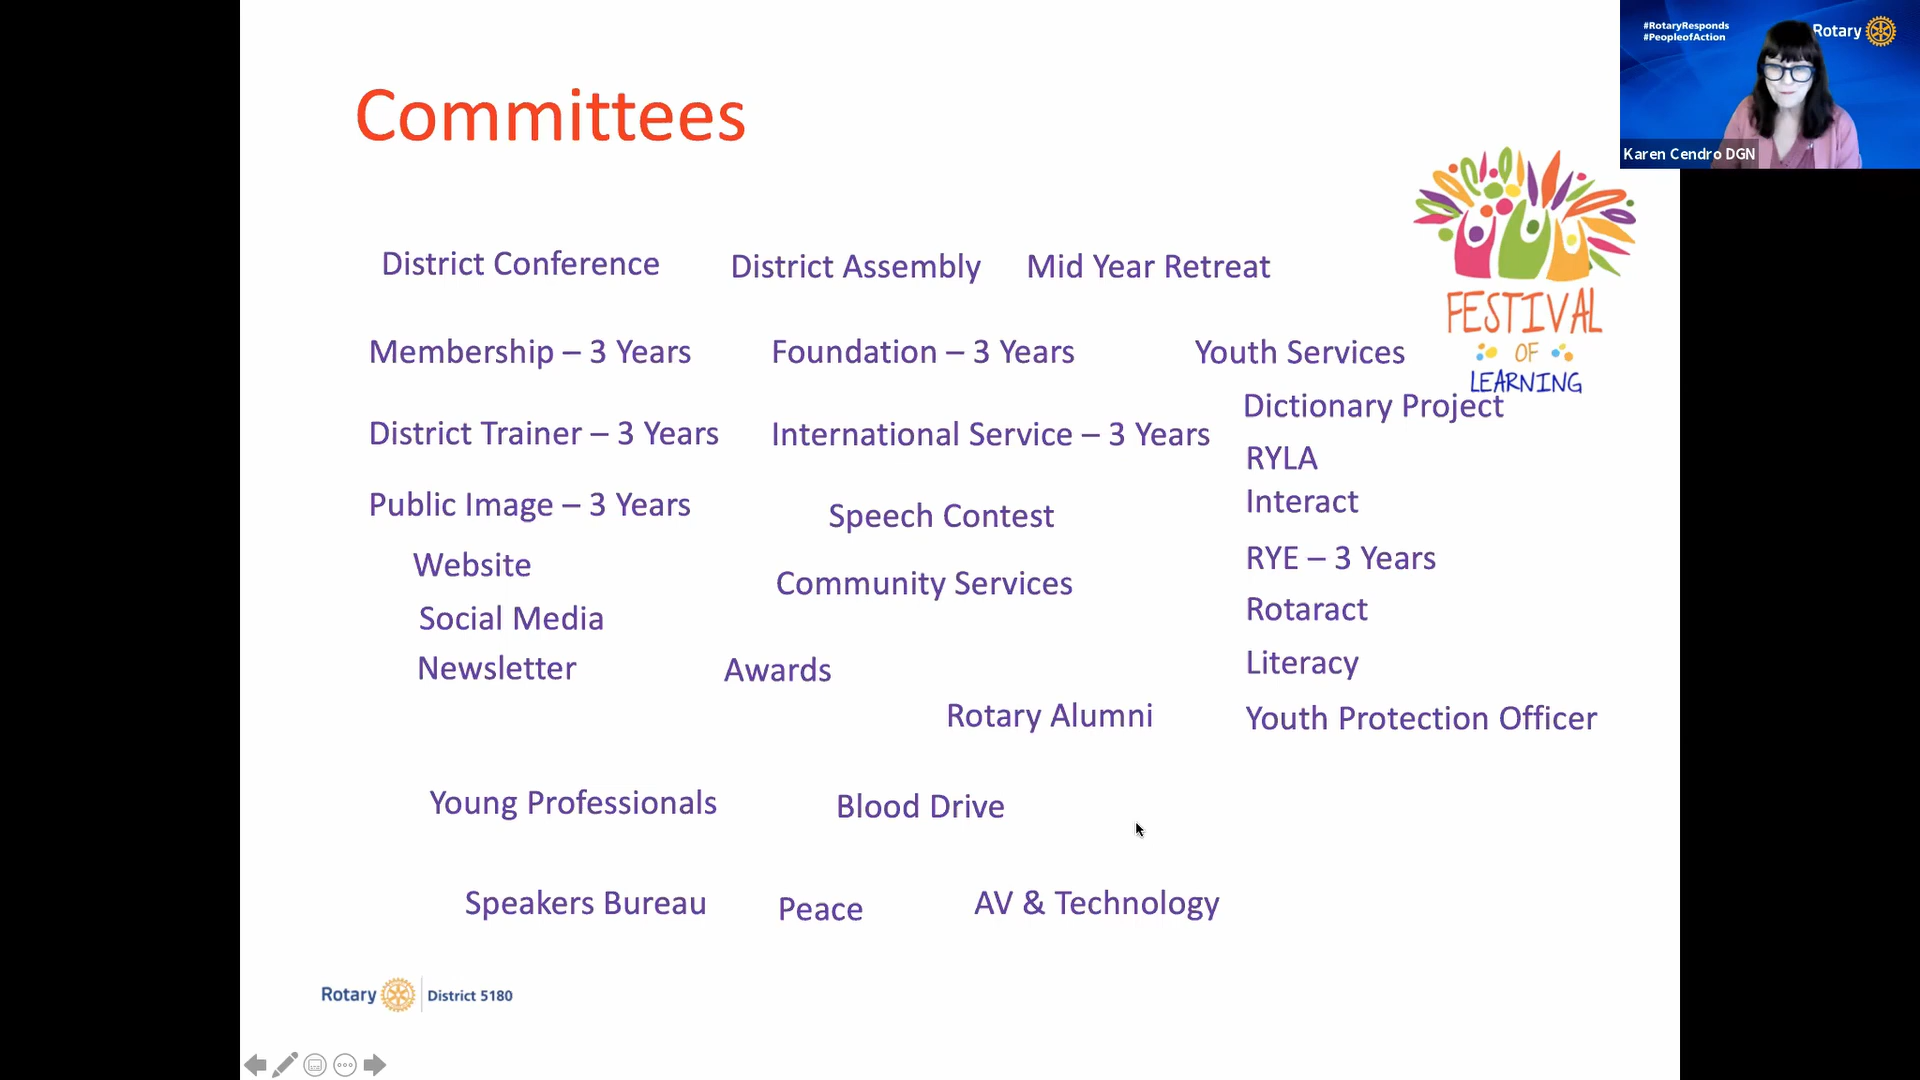 #RotaryResponds
#PeopleofAction
Rotary
Karen Cendro DGN
Committees
FESTIVAL
OF
LEARNING
District Conference
District Assembly
Mid Year Retreat
Membership – 3 Years
Foundation – 3 Years
Youth Services
Dictionary Project
District Trainer – 3 Years
International Service – 3 Years
RYLA
Public Image – 3 Years
Speech Contest
Interact
Website
Community Services
RYE – 3 Years
Social Media
Rotaract
Newsletter
Awards
Literacy
Rotary Alumni
Youth Protection Officer
Young Professionals
Blood Drive
Speakers Bureau
Peace
AV & Technology
Rotary
District 5180